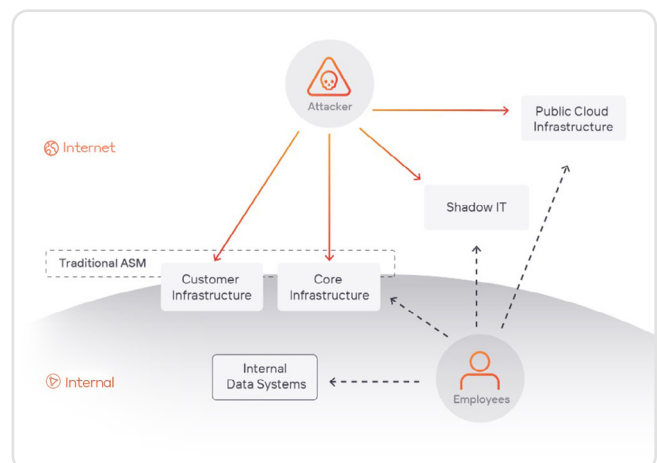 Attacker
Public Cloud
Infrastructure
Internet
Shadow IT
Traditional ASM
Customer
Infrastructure
Core
Infrastructure
Internal
Data Systems
Internal
Employees